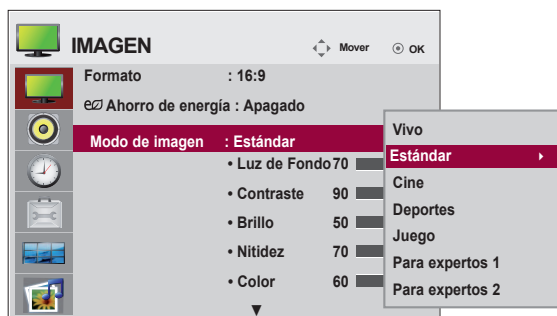 IMAGEN Mover OK
Formato : 16:9
Ahorro de energía : Apagado
Modo de imagen : Estándar
• Luz de Fondo 70
• Contraste 90
• Brillo 50
• Nitidez 70
• Color 60
Vivo
Estándar
Cine
Deportes
Juego
Para expertos 1
Para expertos 2